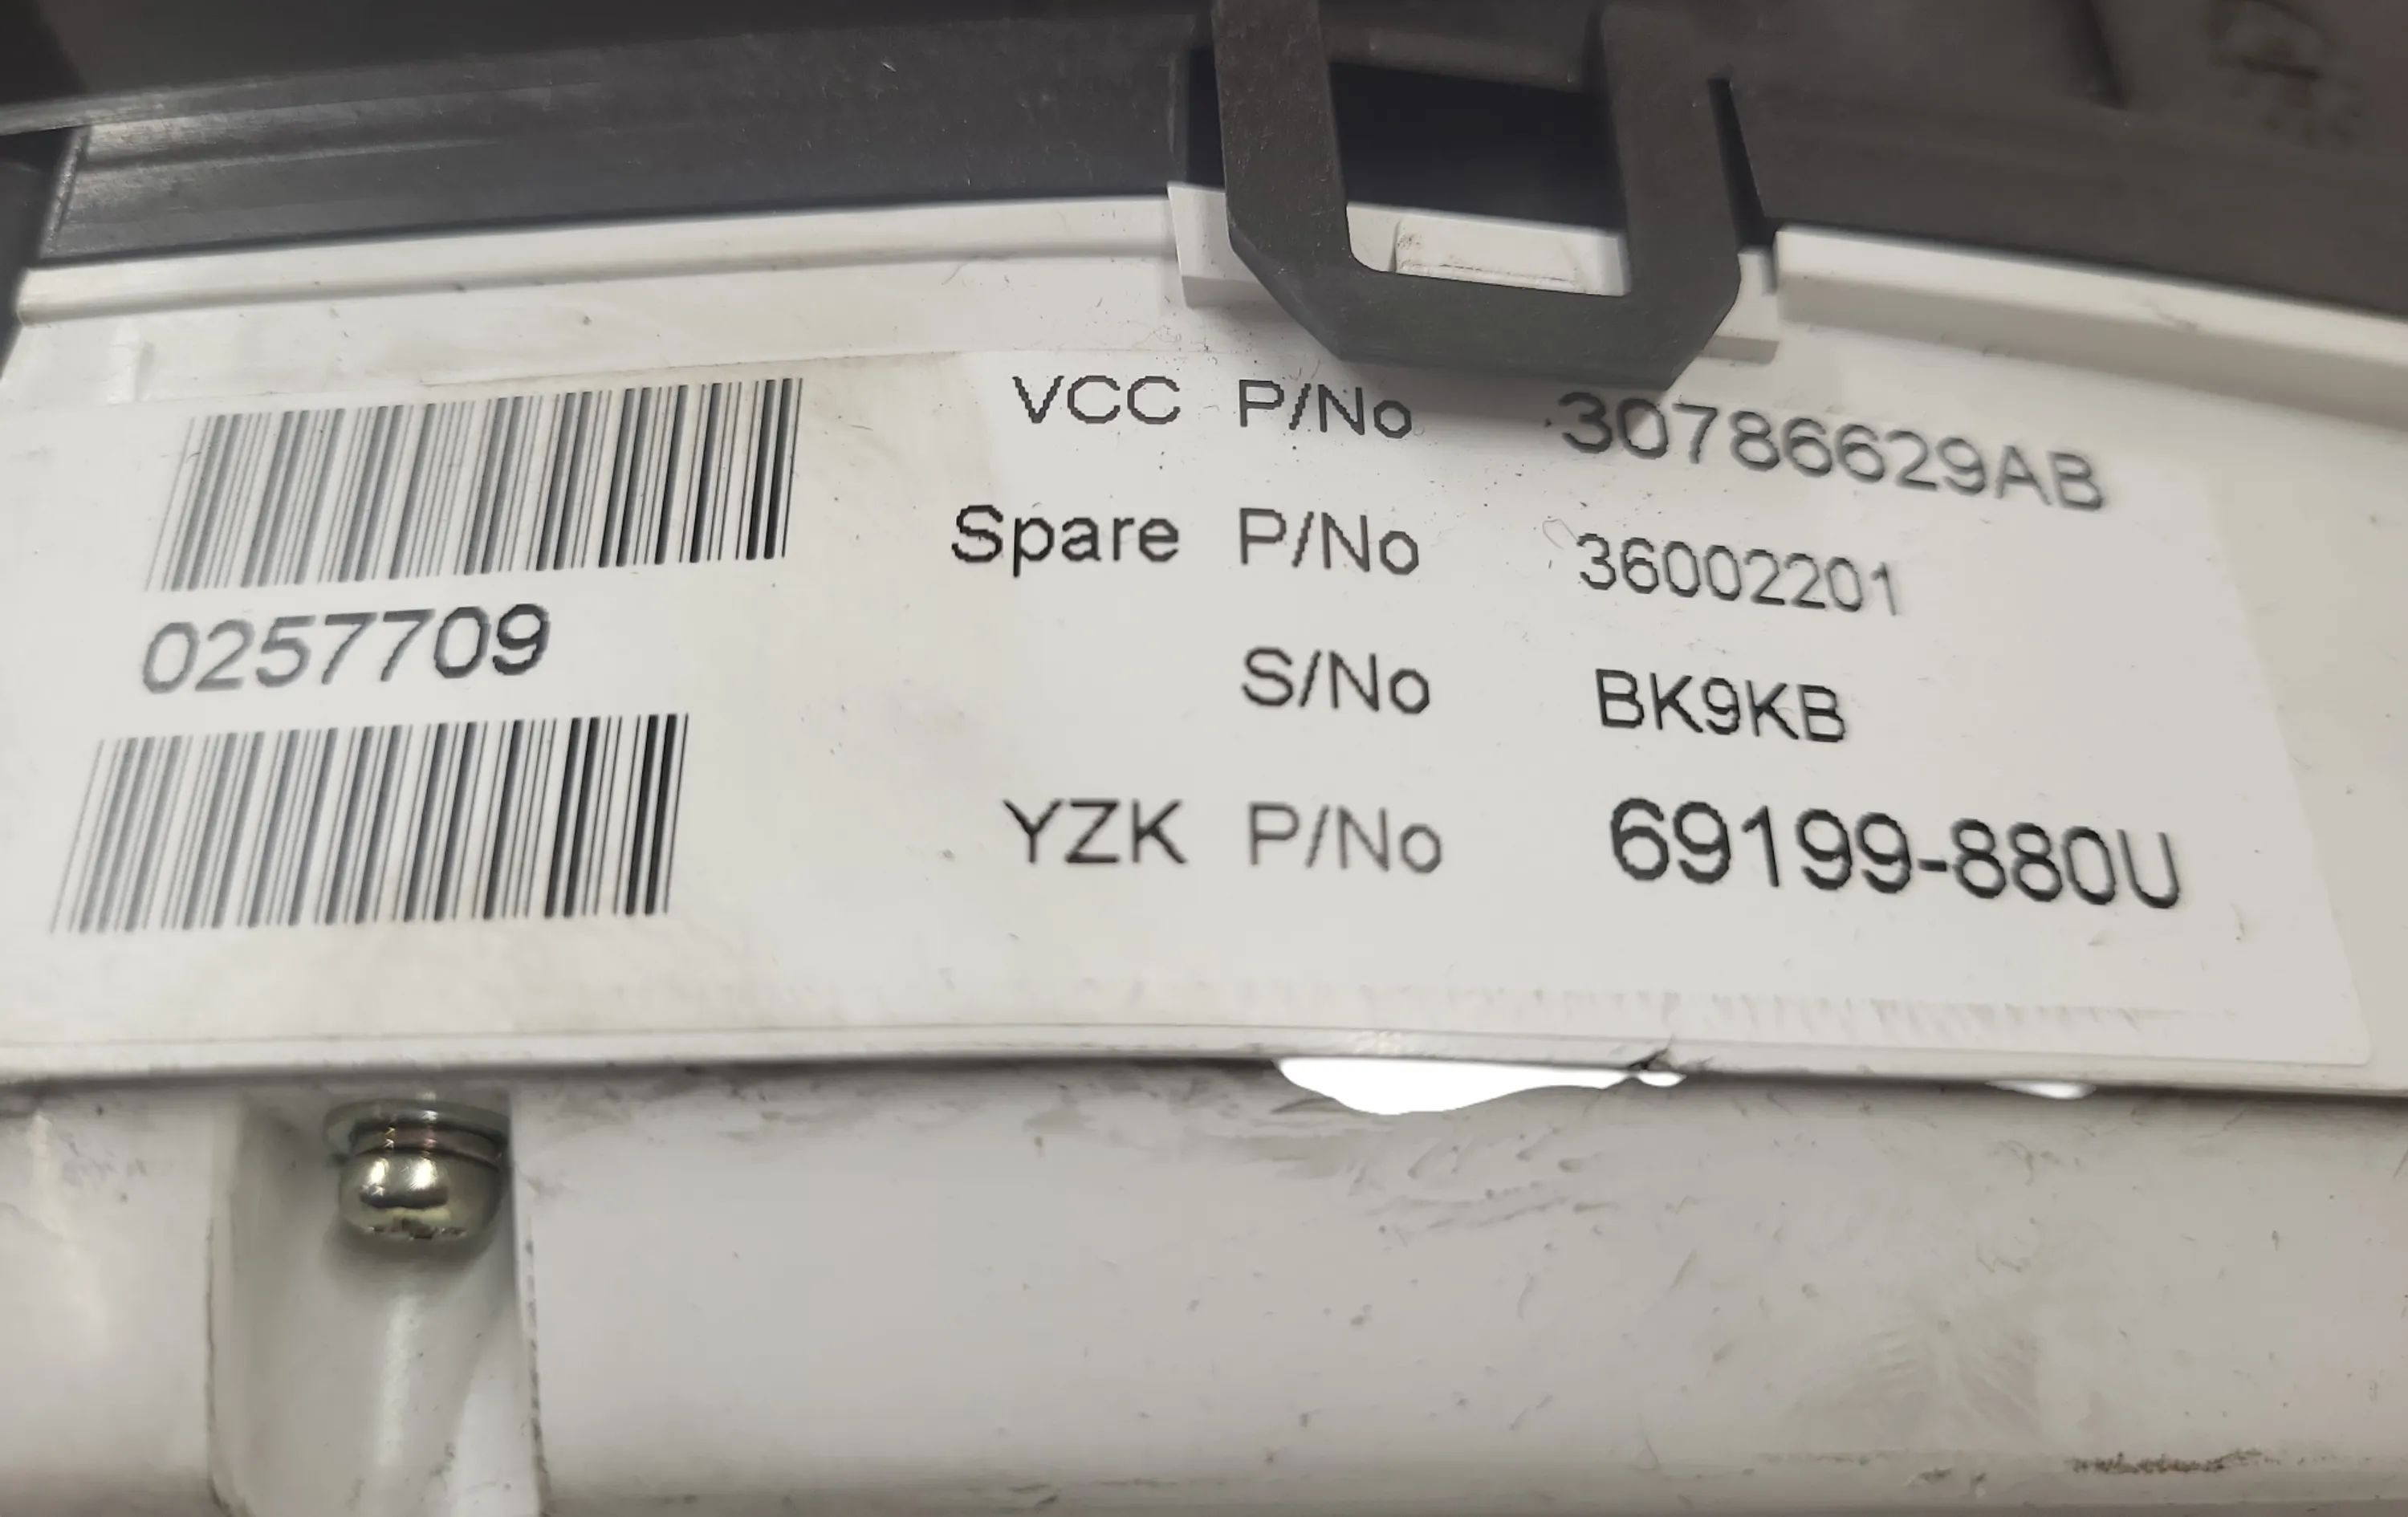 VCC P/No 30786629AB
Spare P/No 36002201
0257709
S/No BK9KB
YZK P/No 69199-880U